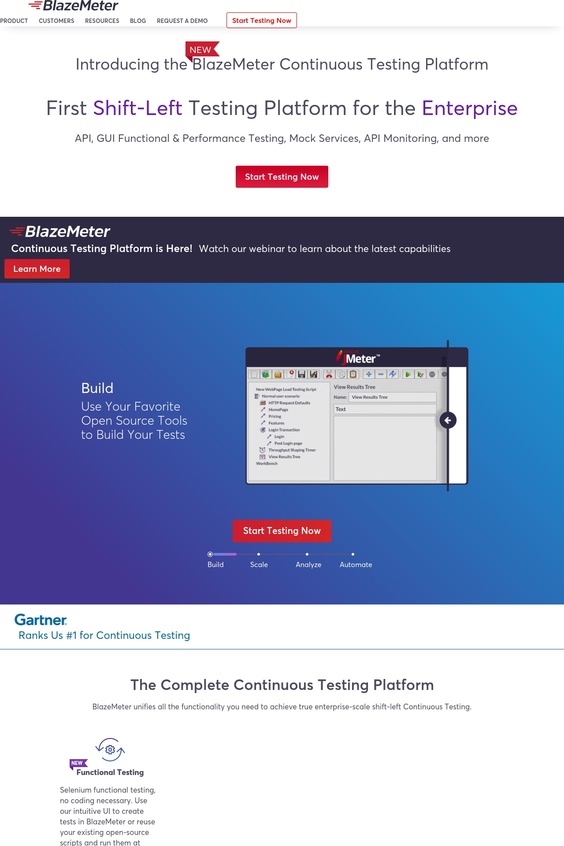 BlazeMeter
PRODUCT CUSTOMERS RESOURCES BLOG REQUEST A DEMO Start Testing Now
NEW
Introducing the BlazeMeter Continuous Testing Platform
First Shift-Left Testing Platform for the Enterprise
API, GUI Functional & Performance Testing, Mock Services, API Monitoring, and more
Start Testing Now
BlazeMeter
Continuous Testing Platform is Here! Watch our webinar to learn about the latest capabilities
Learn More
Meter™
New WebPage Load Testing Script
Normal user scenario
HTTP Request Defaults
HomePage
Pricing
Features
Login Transaction
Login
Post Login page
Throughput Shaping Timer
View Results Tree
WorkBench
View Results Tree
Name: View Results Tree
Text
Build
Use Your Favorite
Open Source Tools
to Build Your Tests
Start Testing Now
Build Scale Analyze Automate
Gartner
Ranks Us #1 for Continuous Testing
The Complete Continuous Testing Platform
BlazeMeter unifies all the functionality you need to achieve true enterprise-scale shift-left Continuous Testing.
NEW
Functional Testing
Selenium functional testing,
no coding necessary. Use
our intuitive UI to create
tests in BlazeMeter or reuse
your existing open-source
scripts and run them at